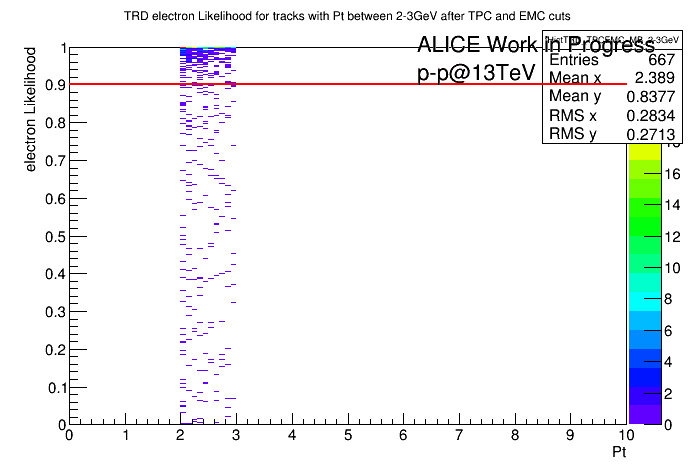 TRD electron Likelihood for tracks with Pt between 2-3GeV after TPC and EMC cuts
ALICE Work in Progress
p-p@13TeV
Entries 667
Mean x 2.389
Mean y 0.8377
RMS x 0.2834
RMS y 0.2713
electron Likelihood
1
0.9
0.8
0.7
0.6
0.5
0.4
0.3
0.2
0.1
0
0 1 2 3 4 5 6 7 8 9 10
Pt
16
14
12
10
8
6
4
2
0